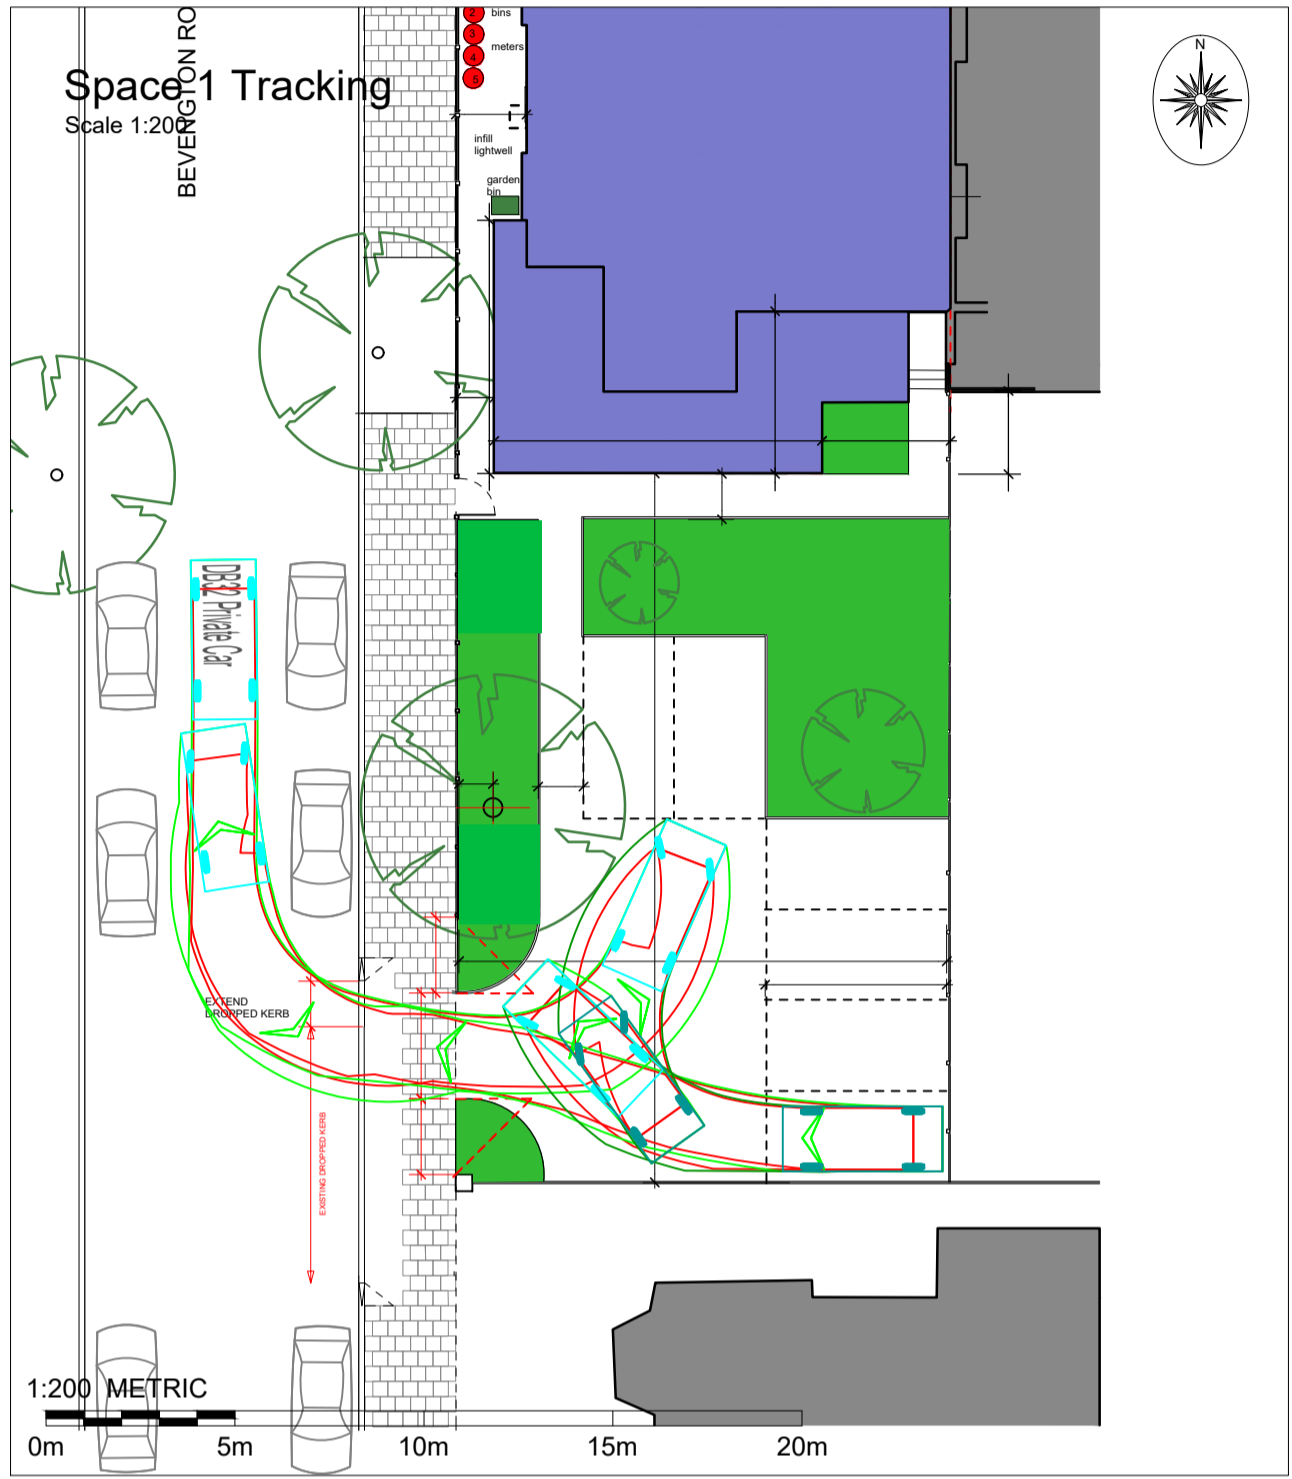 2
bins
3
meters
4
5
N
BEVENGTON RO
Space 1 Tracking
Scale 1:200
infill
lightwell
garden
bin
DB32 Private Car
EXTEND
DROPPED KERB
EXISTING DROPPED KERB
1:200 METRIC
0m 5m 10m 15m 20m